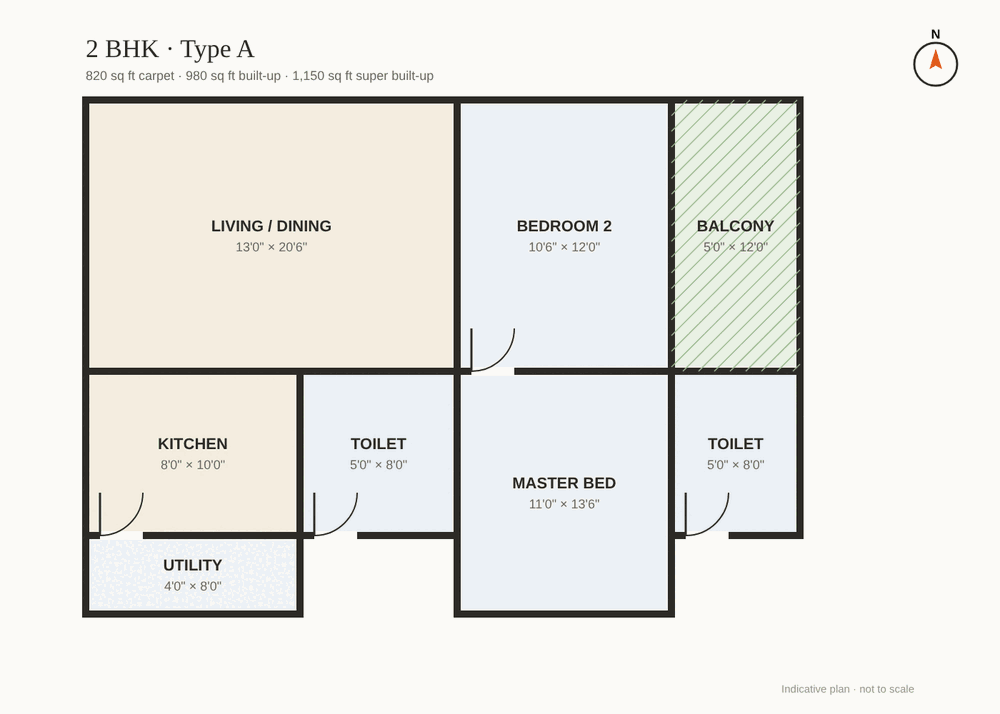 2 BHK · Type A
820 sq ft carpet · 980 sq ft built-up · 1,150 sq ft super built-up
N
LIVING / DINING
13'0" × 20'6"
BEDROOM 2
10'6" × 12'0"
BALCONY
5'0" × 12'0"
KITCHEN
8'0" × 10'0"
TOILET
5'0" × 8'0"
MASTER BED
11'0" × 13'6"
TOILET
5'0" × 8'0"
UTILITY
4'0" × 8'0"
Indicative plan · not to scale